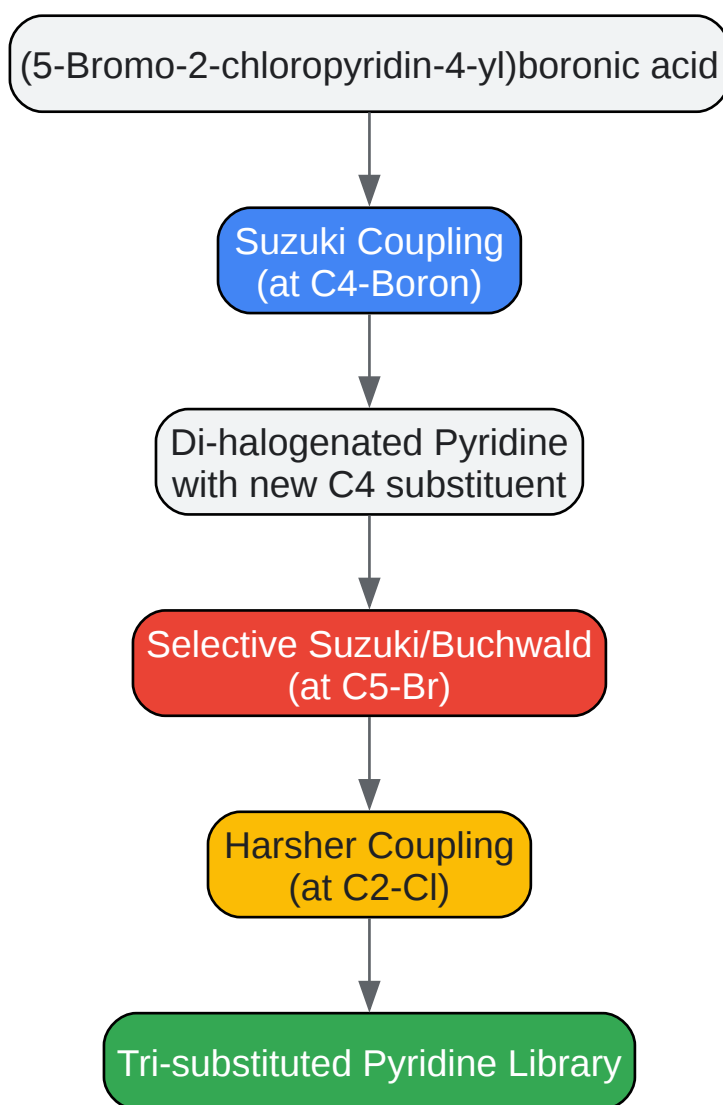 (5-Bromo-2-chloropyridin-4-yl)boronic acid
Suzuki Coupling
(at C4-Boron)
Di-halogenated Pyridine
with new C4 substituent
Selective Suzuki/Buchwald
(at C5-Br)
Harsher Coupling
(at C2-Cl)
Tri-substituted Pyridine Library